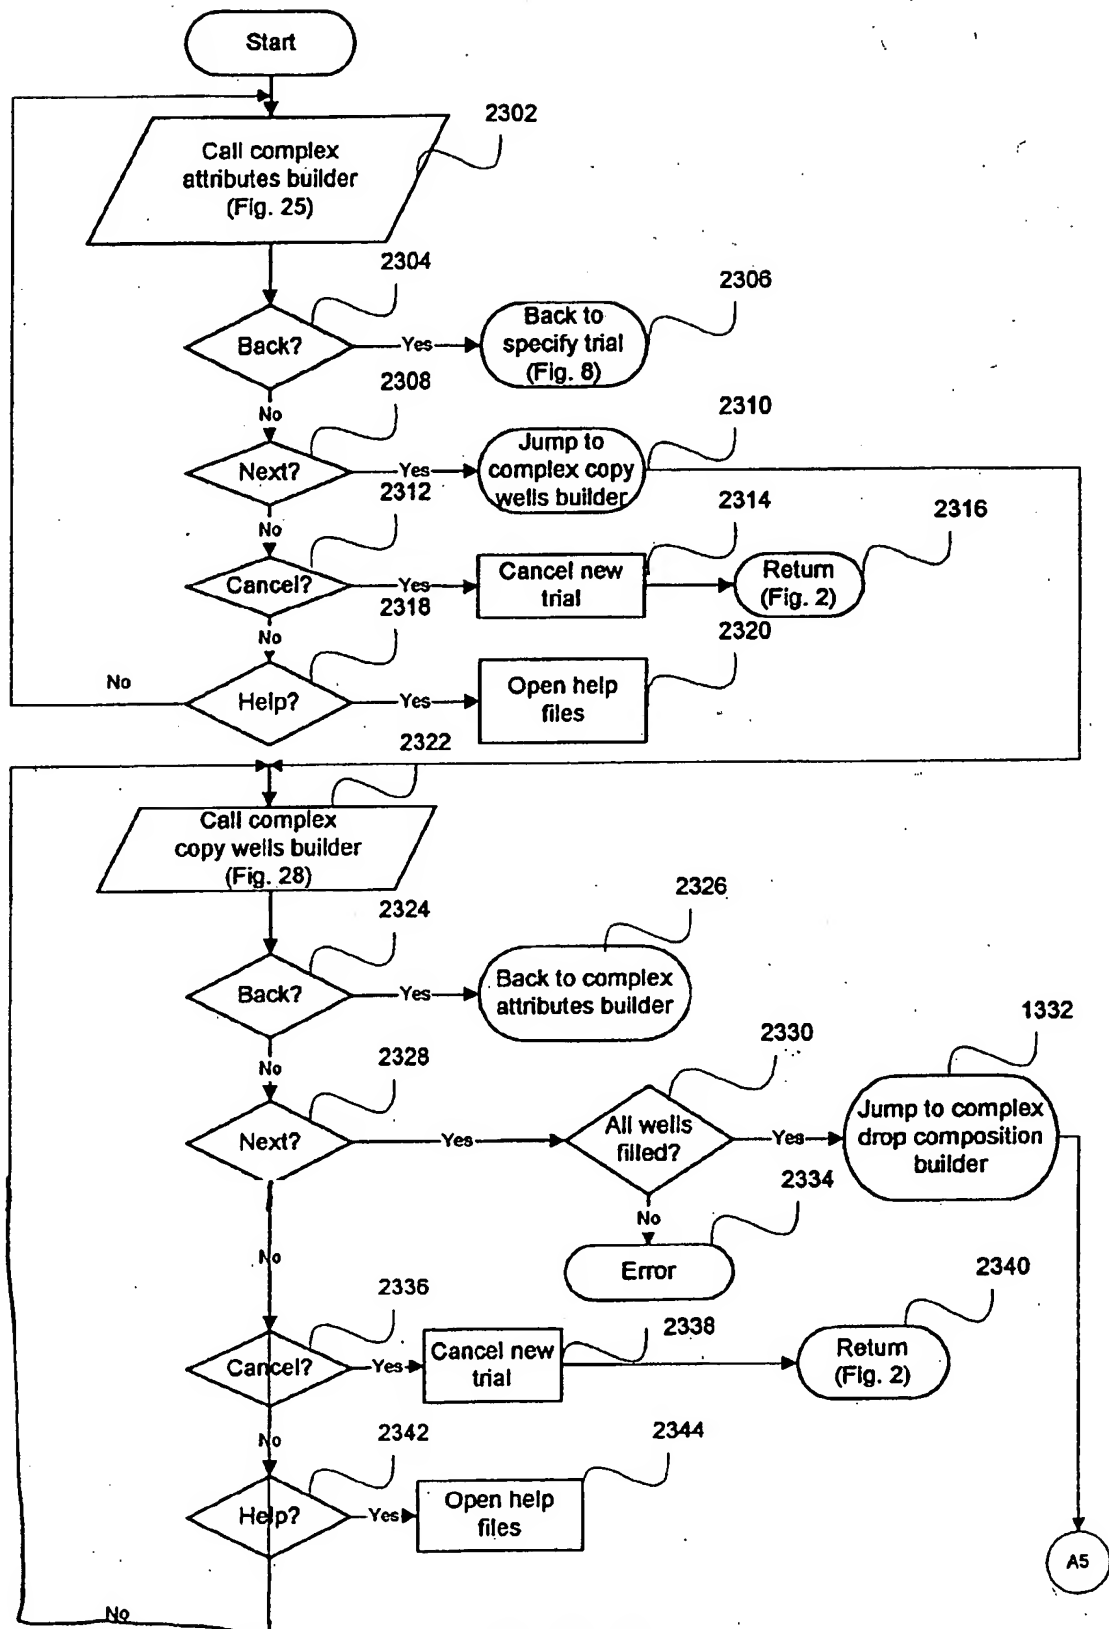 Start
2302
Call complex
attributes builder
(Fig. 25)
2304
2306
Back?
Yes
Back to
specify trial
(Fig. 8)
2308
No
2310
Next?
Yes
Jump to
complex copy
wells builder
2312
No
2314
2316
Cancel?
Yes
Cancel new
trial
Return
(Fig. 2)
2318
No
2320
No
Help?
Yes
Open help
files
2322
Call complex
copy wells builder
(Fig. 28)
2324
2326
Back?
Yes
Back to complex
attributes builder
1332
2330
No
2328
Next?
Yes
All wells
filled?
Yes
Jump to complex
drop composition
builder
2334
No
No
Error
2336
2338
2340
Cancel?
Yes
Cancel new
trial
Return
(Fig. 2)
No
2342
2344
Help?
Yes
Open help
files
A5
No